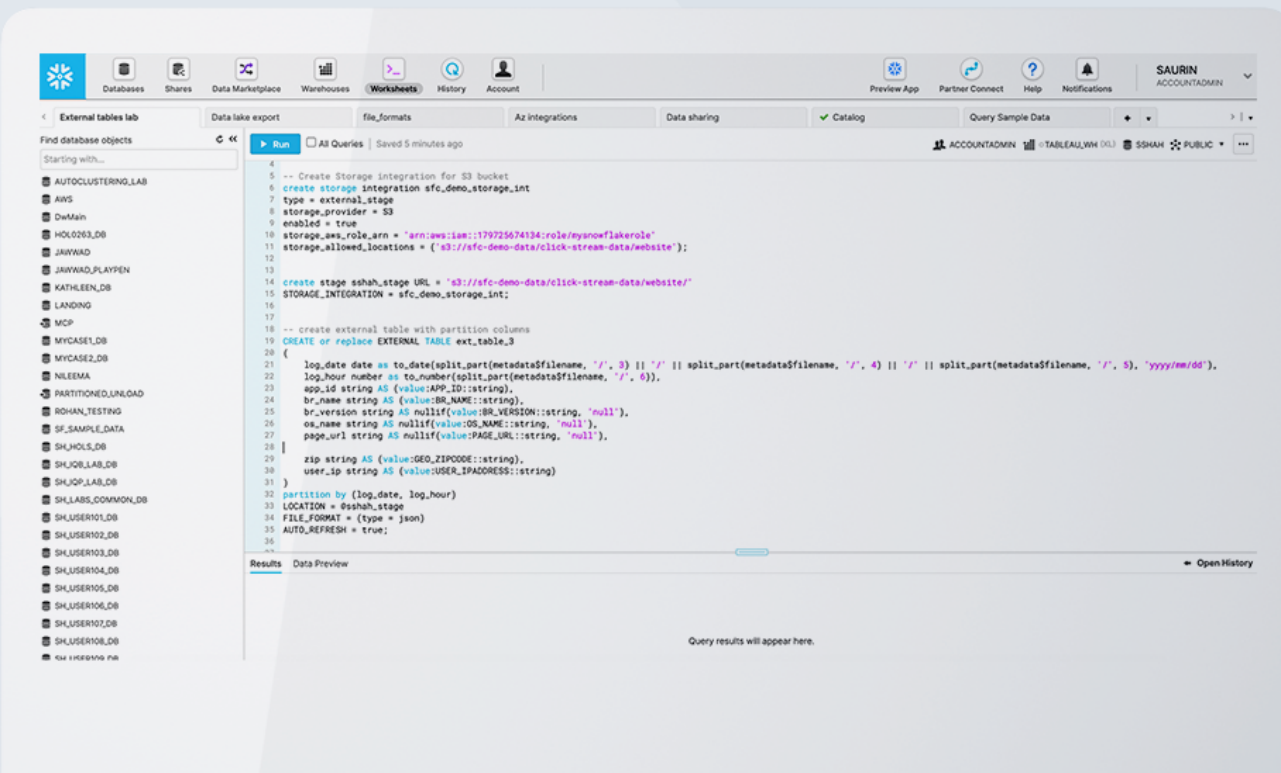 Databases
Shares
Data Marketplace
Warehouses
Worksheets
History
Account
Preview App
Partner Connect
Help
Notifications
SAURIN
ACCOUNTADMIN
External tables lab
Data lake export
file_formats
Az integrations
Data sharing
Catalog
Query Sample Data
Find database objects
Starting with...
AUTOCLUSTERING_LAB
AWS
DwMain
HOL0263_DB
JAWWAD
JAWWAD_PLAYPEN
KATHLEEN_DB
LANDING
MCP
MYCASE1_DB
MYCASE2_DB
NILEEMA
PARTITIONED_UNLOAD
ROHAN_TESTING
SF_SAMPLE_DATA
SH_HOLS_DB
SH_IQB_LAB_DB
SH_IQP_LAB_DB
SH_LABS_COMMON_DB
SH_USER101_DB
SH_USER102_DB
SH_USER103_DB
SH_USER104_DB
SH_USER105_DB
SH_USER106_DB
SH_USER107_DB
SH_USER108_DB
SH_USER109_DB
Run All Queries | Saved 5 minutes ago
ACCOUNTADMIN TABLEAU_WH (XL) SSHAH PUBLIC
4
5 -- Create Storage integration for S3 bucket
6 create storage integration sfc_demo_storage_int
7 type = external_stage
8 storage_provider = S3
9 enabled = true
10 storage_aws_role_arn = 'arn:aws:iam::179725674134:role/mysnowflakerole'
11 storage_allowed_locations = ('s3://sfc-demo-data/click-stream-data/website');
12
13
14 create stage sshah_stage URL = 's3://sfc-demo-data/click-stream-data/website/'
15 STORAGE_INTEGRATION = sfc_demo_storage_int;
16
17
18 -- create external table with partition columns
19 CREATE or replace EXTERNAL TABLE ext_table_3
20 (
21 log_date date as to_date(split_part(metadata$filename, '/', 3) || '/' || split_part(metadata$filename, '/', 4) || '/' || split_part(metadata$filename, '/', 5), 'yyyy/mm/dd'),
22 log_hour number as to_number(split_part(metadata$filename, '/', 6)),
23 app_id string AS (value:APP_ID::string),
24 br_name string AS (value:BR_NAME::string),
25 br_version string AS nullif(value:BR_VERSION::string, 'null'),
26 os_name string AS nullif(value:OS_NAME::string, 'null'),
27 page_url string AS nullif(value:PAGE_URL::string, 'null'),
28
29 zip string AS (value:GEO_ZIPCODE::string),
30 user_ip string AS (value:USER_IPADDRESS::string)
31 )
32 partition by (log_date, log_hour)
33 LOCATION = @sshah_stage
34 FILE_FORMAT = (type = json)
35 AUTO_REFRESH = true;
36
Results
Data Preview
Open History
Query results will appear here.